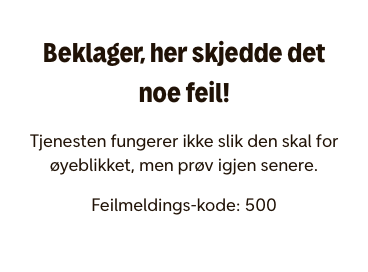 Beklager, her skjedde det
noe feil!
Tjenesten fungerer ikke slik den skal for
øyeblikket, men prøv igjen senere.
Feilmeldings-kode: 500